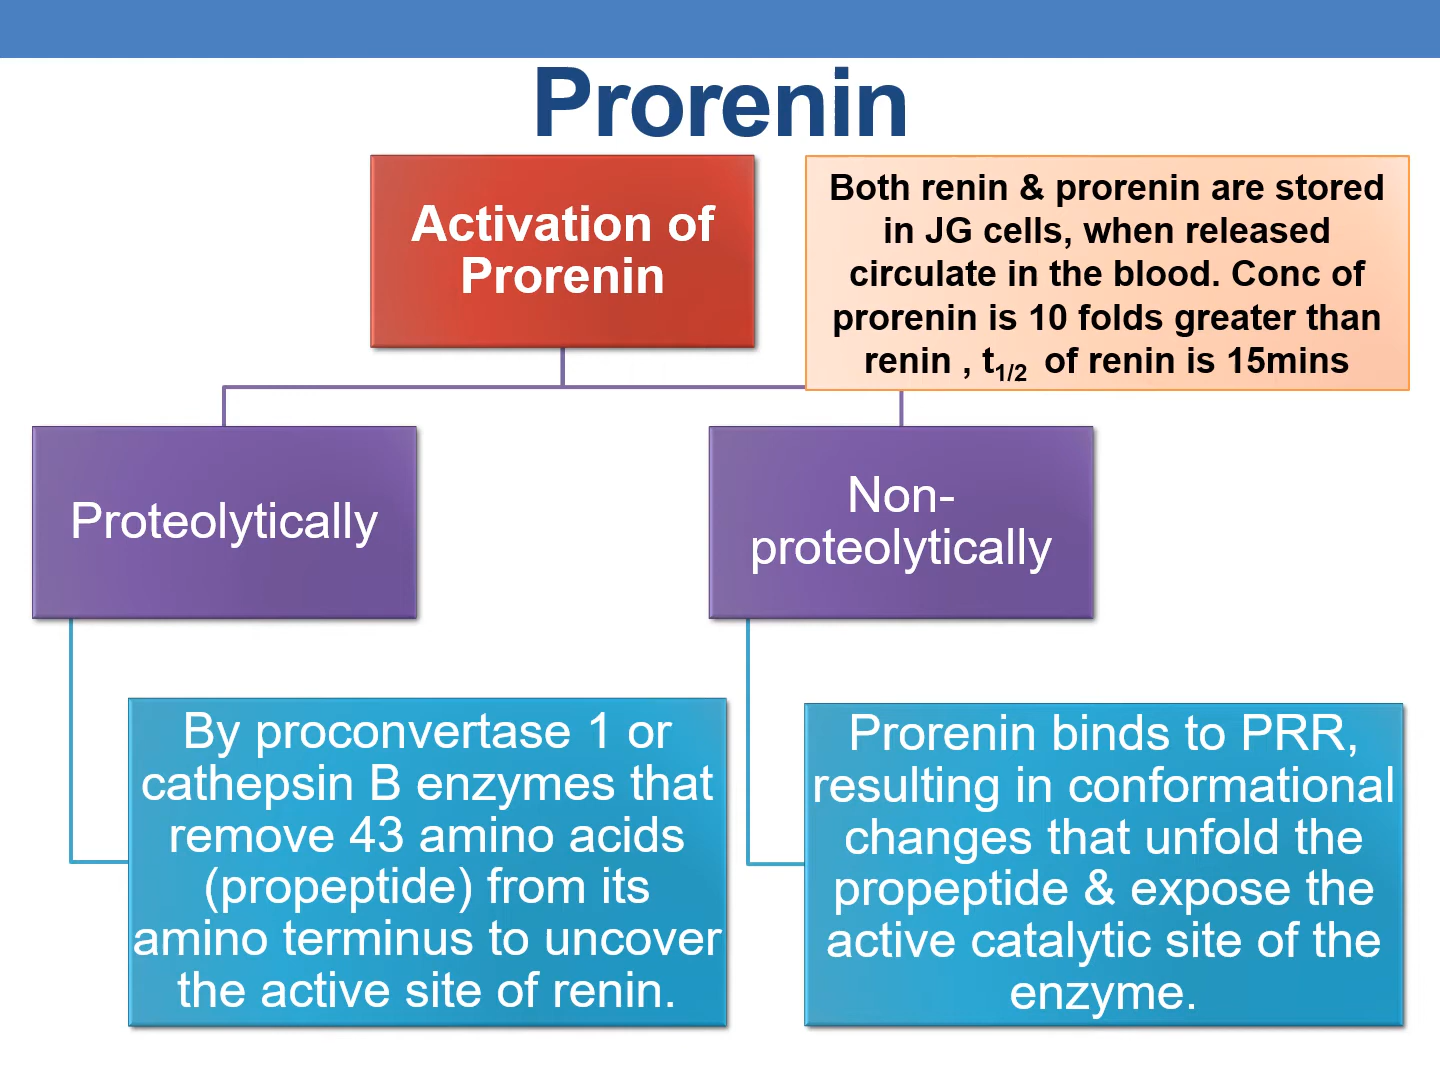 Prorenin
Activation of
Prorenin
Both renin & prorenin are stored
in JG cells, when released
circulate in the blood. Conc of
prorenin is 10 folds greater than
renin , t1/2 of renin is 15mins
Proteolytically
Non-
proteolytically
By proconvertase 1 or
cathepsin B enzymes that
remove 43 amino acids
(propeptide) from its
amino terminus to uncover
the active site of renin.
Prorenin binds to PRR,
resulting in conformational
changes that unfold the
propeptide & expose the
active catalytic site of the
enzyme.